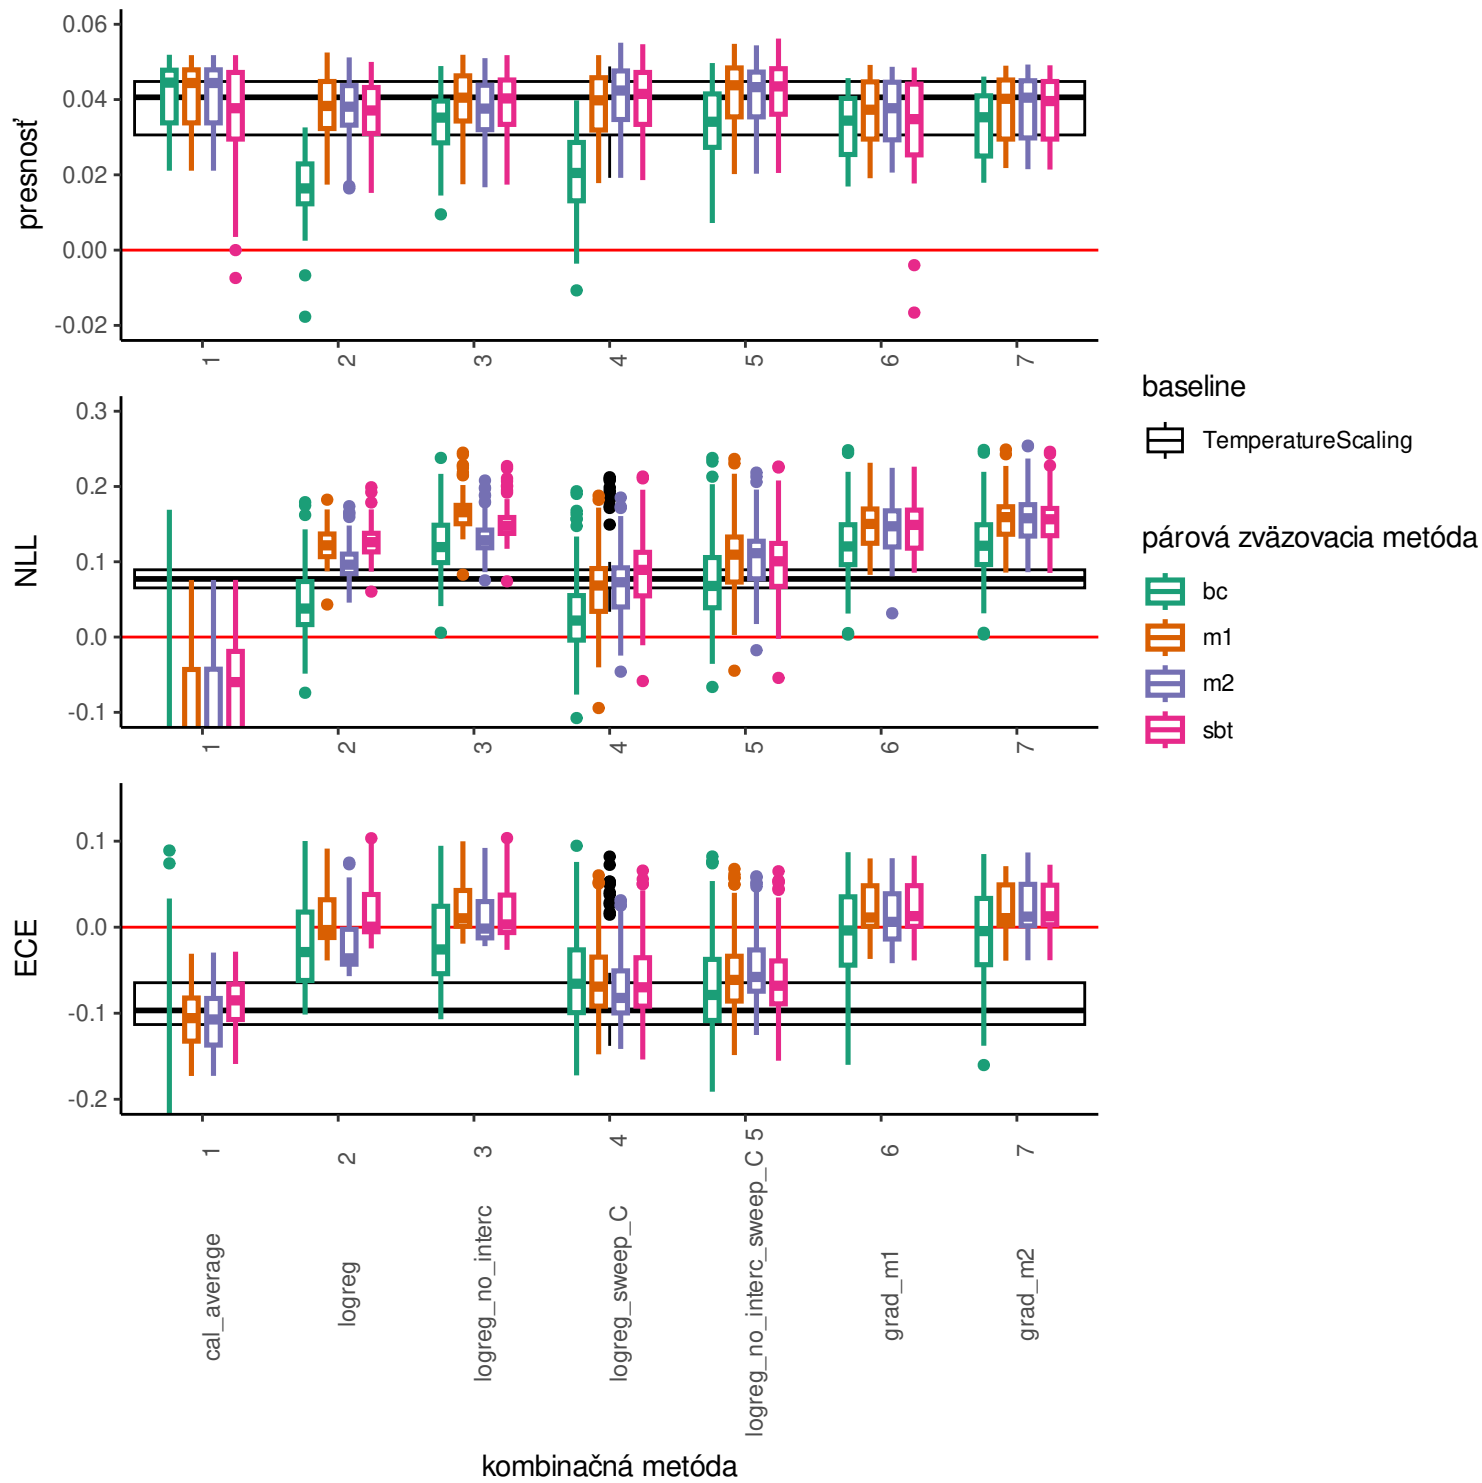 presnosť
0.06
0.04
0.02
0.00
-0.02
1
2
3
4
5
6
7
NLL
0.3
0.2
0.1
0.0
-0.1
1
2
3
4
5
6
7
ECE
0.1
0.0
-0.1
-0.2
cal_average 1
logreg 2
logreg_no_interc 3
logreg_sweep_C 4
logreg_no_interc_sweep_C 5
grad_m1 6
grad_m2 7
kombinačná metóda
baseline
TemperatureScaling
párová zväzovacia metóda
bc
m1
m2
sbt